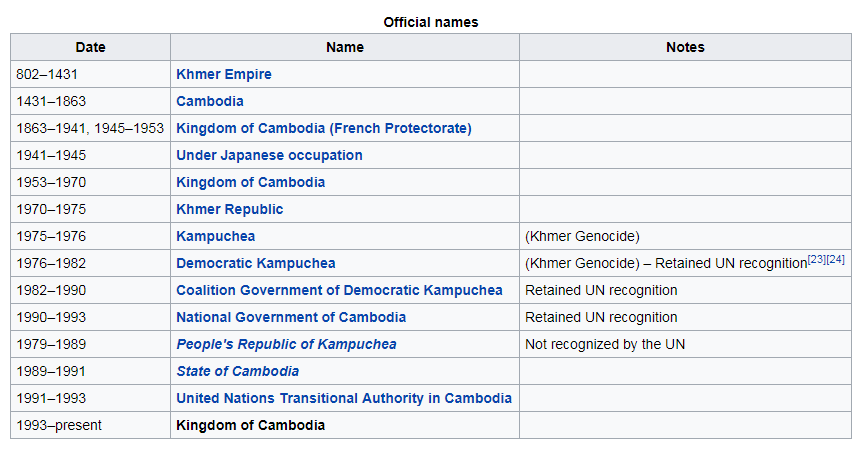 Official names
Date Name Notes
802–1431 Khmer Empire
1431–1863 Cambodia
1863–1941, 1945–1953 Kingdom of Cambodia (French Protectorate)
1941–1945 Under Japanese occupation
1953–1970 Kingdom of Cambodia
1970–1975 Khmer Republic
1975–1976 Kampuchea (Khmer Genocide)
1976–1982 Democratic Kampuchea (Khmer Genocide) – Retained UN recognition[23][24]
1982–1990 Coalition Government of Democratic Kampuchea Retained UN recognition
1990–1993 National Government of Cambodia Retained UN recognition
1979–1989 People's Republic of Kampuchea Not recognized by the UN
1989–1991 State of Cambodia
1991–1993 United Nations Transitional Authority in Cambodia
1993–present Kingdom of Cambodia